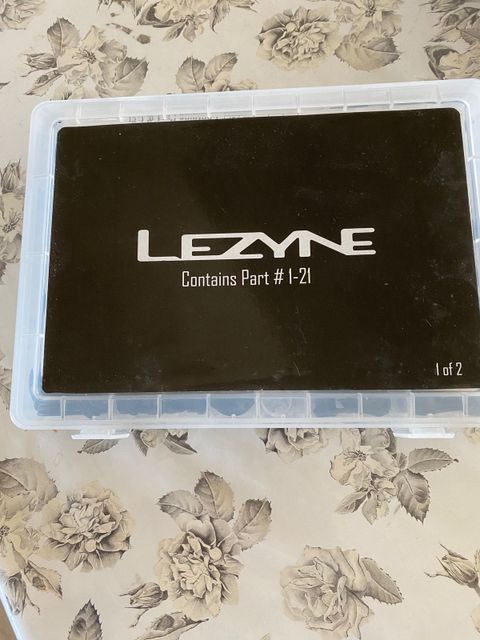 LEZYNE
Contains Part # 1-21
1 of 2